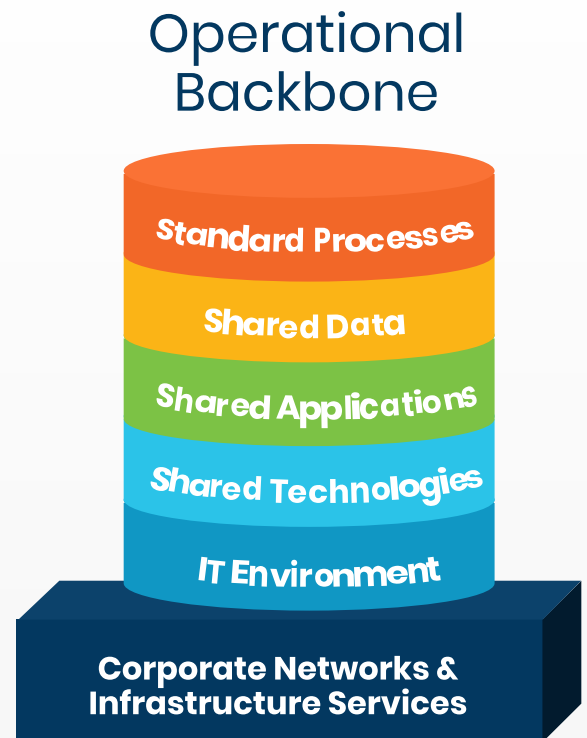 Operational
Backbone
Standard Processes
Shared Data
Shared Applications
Shared Technologies
IT Environment
Corporate Networks &
Infrastructure Services